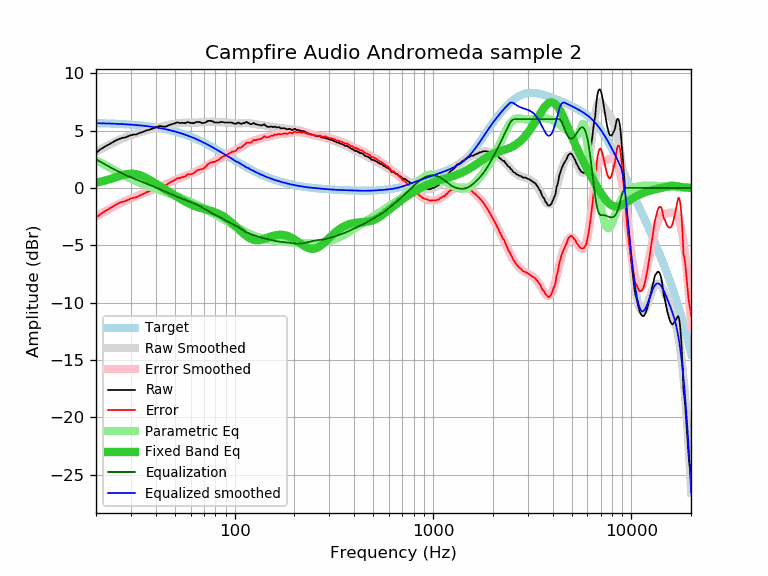 Campfire Audio Andromeda sample 2
10
5
0
−5
−10
−15
−20
−25
Amplitude (dBr)
Target
Raw Smoothed
Error Smoothed
Raw
Error
Parametric Eq
Fixed Band Eq
Equalization
Equalized smoothed
100
1000
10000
Frequency (Hz)